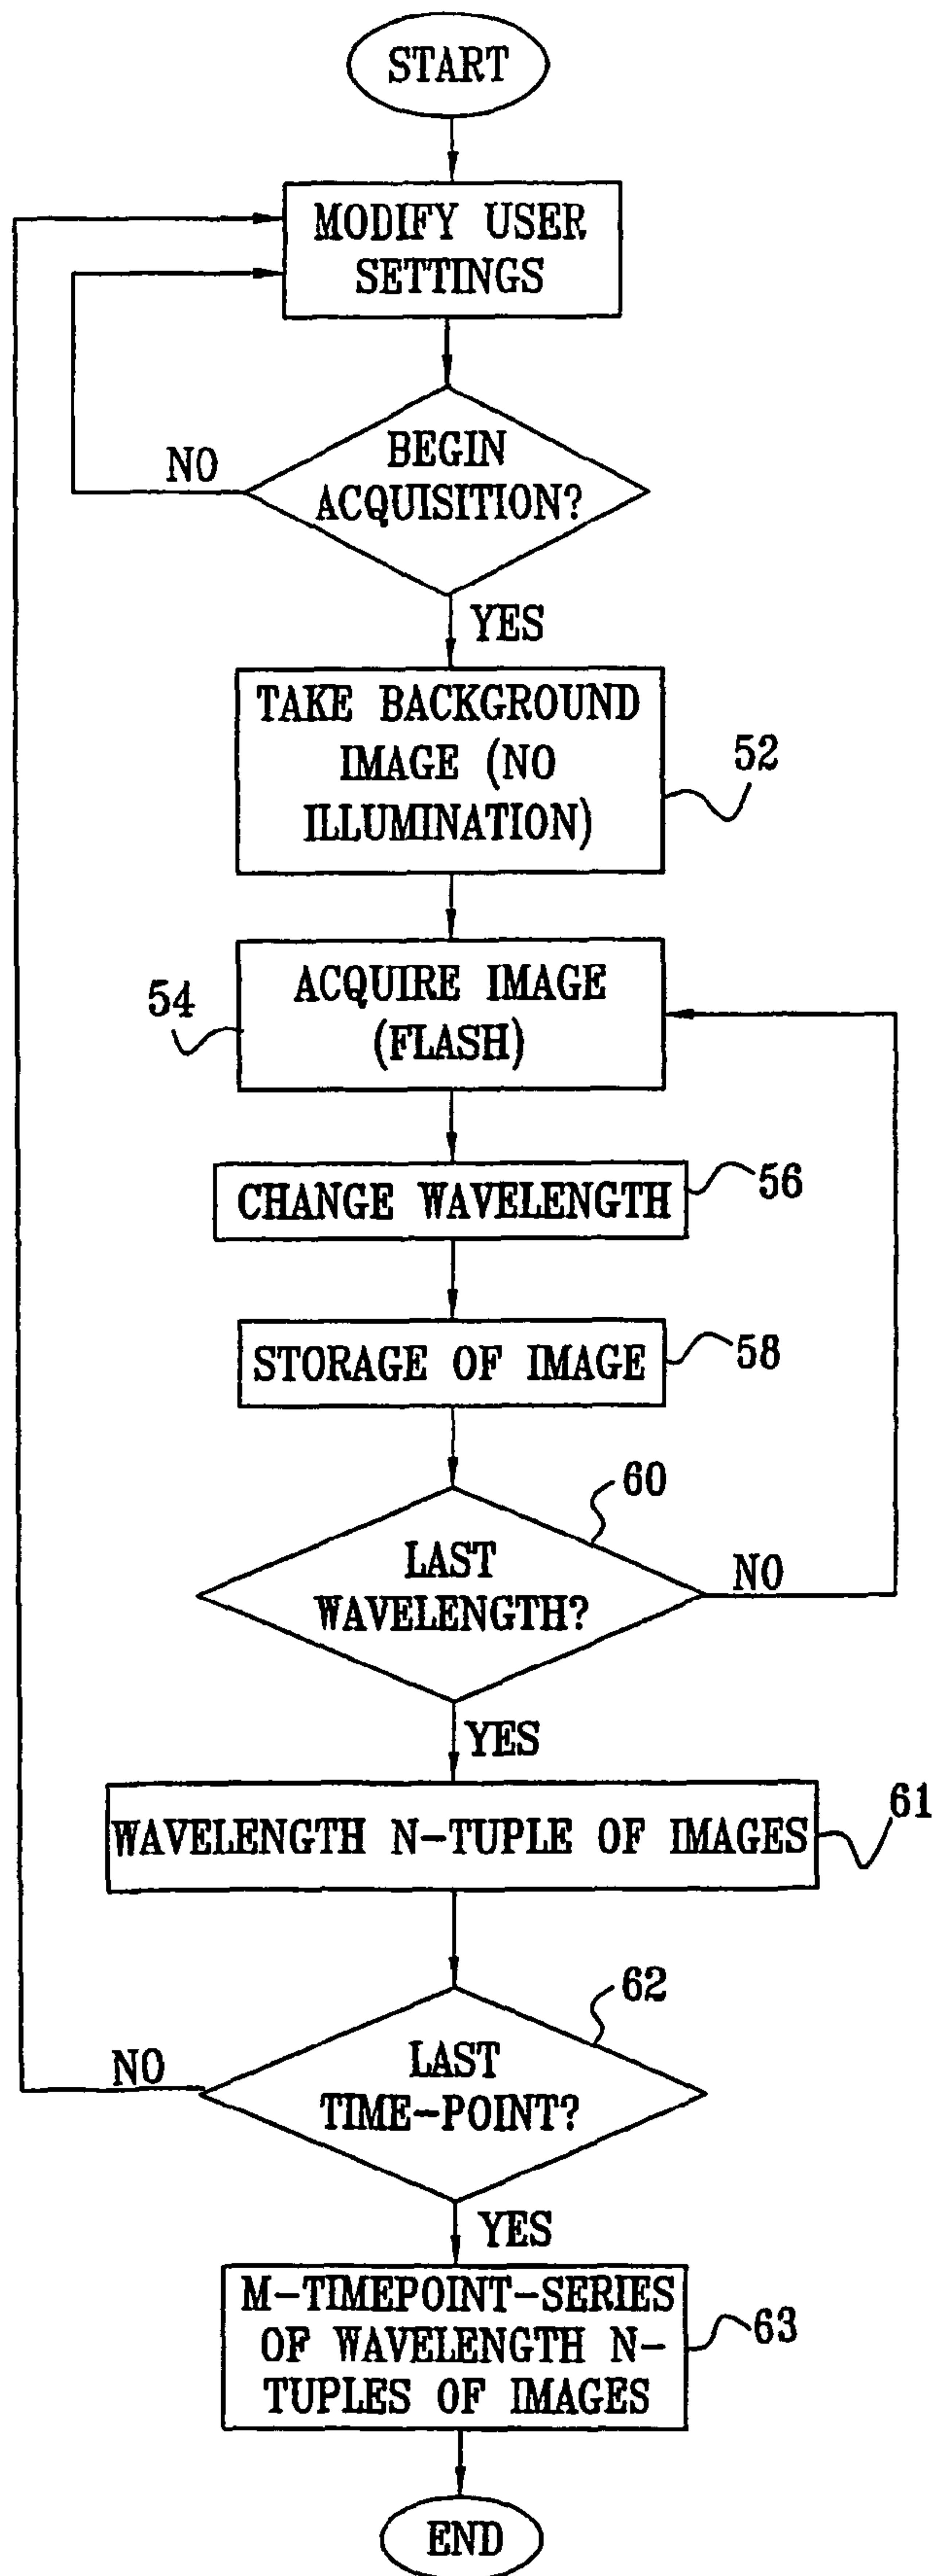 START
MODIFY USER
SETTINGS
BEGIN
ACQUISITION?
NO
YES
TAKE BACKGROUND
IMAGE (NO
ILLUMINATION)
52
ACQUIRE IMAGE
(FLASH)
54
CHANGE WAVELENGTH
56
STORAGE OF IMAGE
58
60
LAST
WAVELENGTH?
NO
YES
WAVELENGTH N-TUPLE OF IMAGES
61
62
LAST
TIME-POINT?
NO
YES
M-TIMEPOINT-SERIES
OF WAVELENGTH N-
TUPLES OF IMAGES
63
END